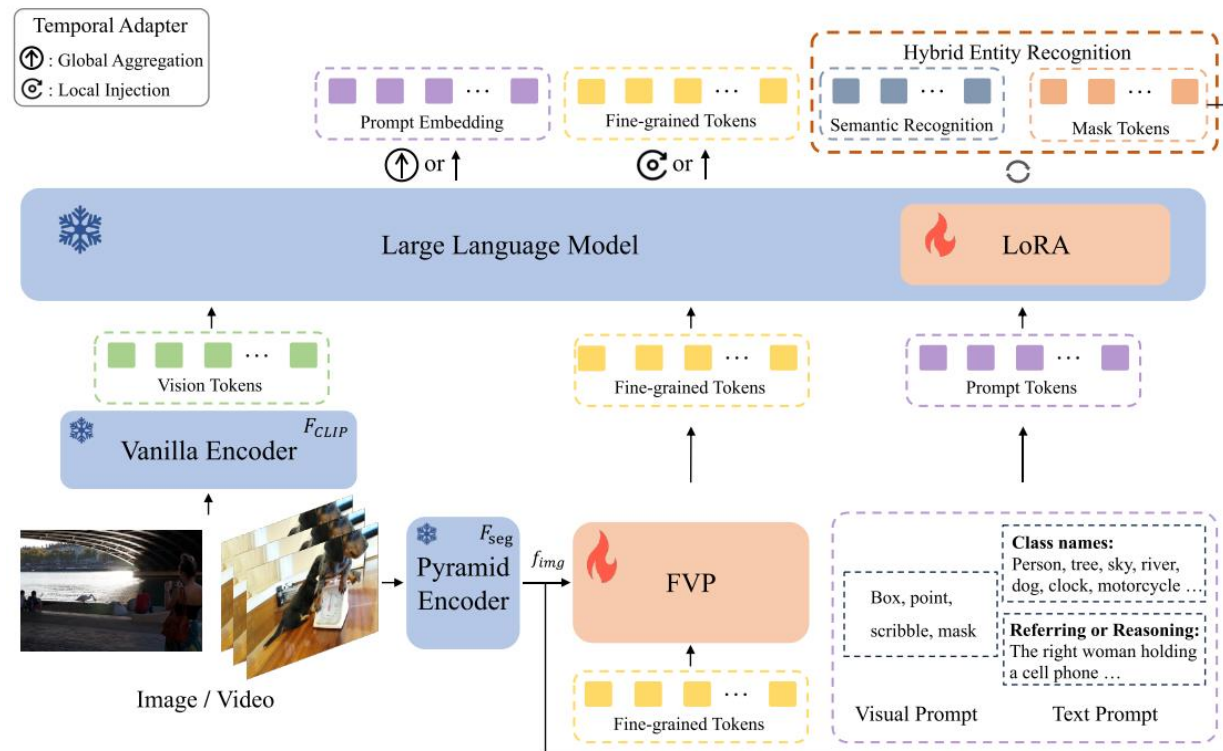 Temporal Adapter
: Global Aggregation
: Local Injection
Hybrid Entity Recognition
Prompt Embedding
Fine-grained Tokens
Semantic Recognition
Mask Tokens
or
or
Large Language Model
LoRA
Vision Tokens
Fine-grained Tokens
Prompt Tokens
F_CLIP
Vanilla Encoder
F_seg
Pyramid
Encoder
f_img
FVP
Class names:
Person, tree, sky, river,
dog, clock, motorcycle …
Box, point,
scribble, mask
Referring or Reasoning:
The right woman holding
a cell phone …
Image / Video
Fine-grained Tokens
Visual Prompt
Text Prompt